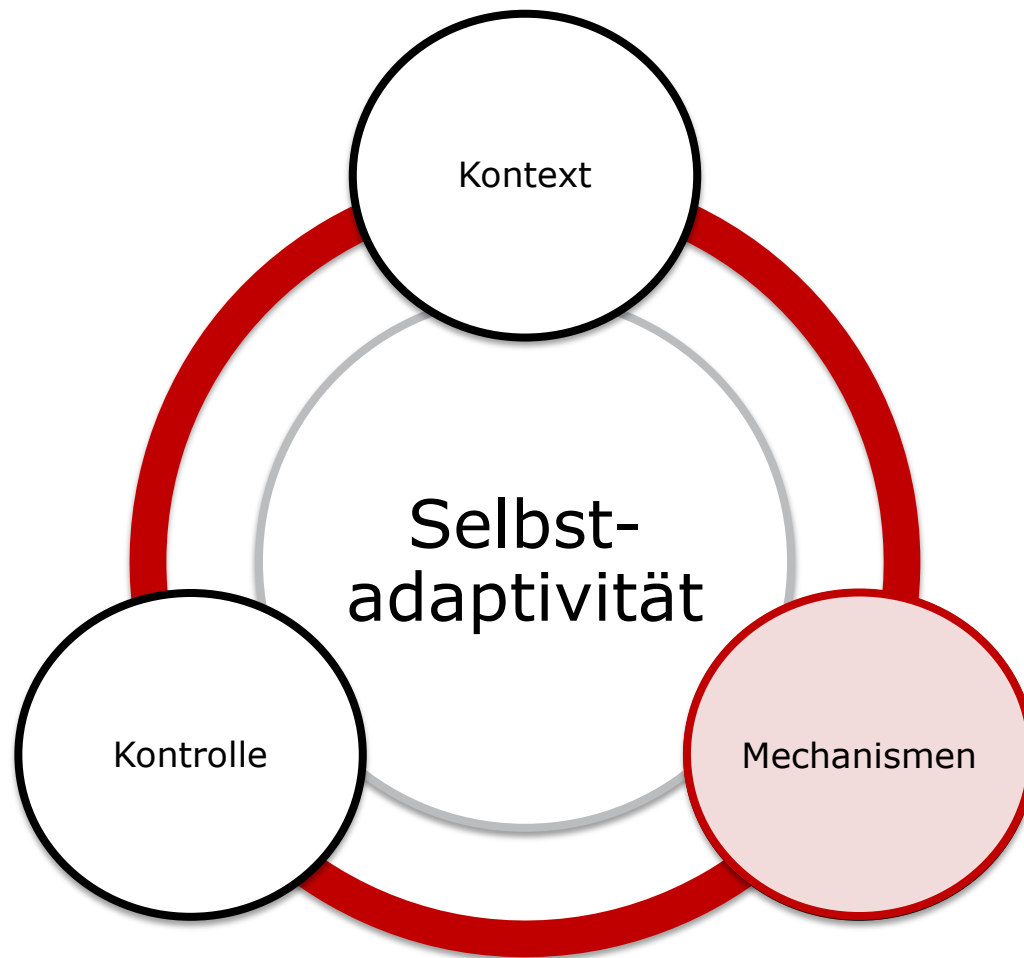 Kontext
Selbst-
adaptivität
Kontrolle
Mechanismen